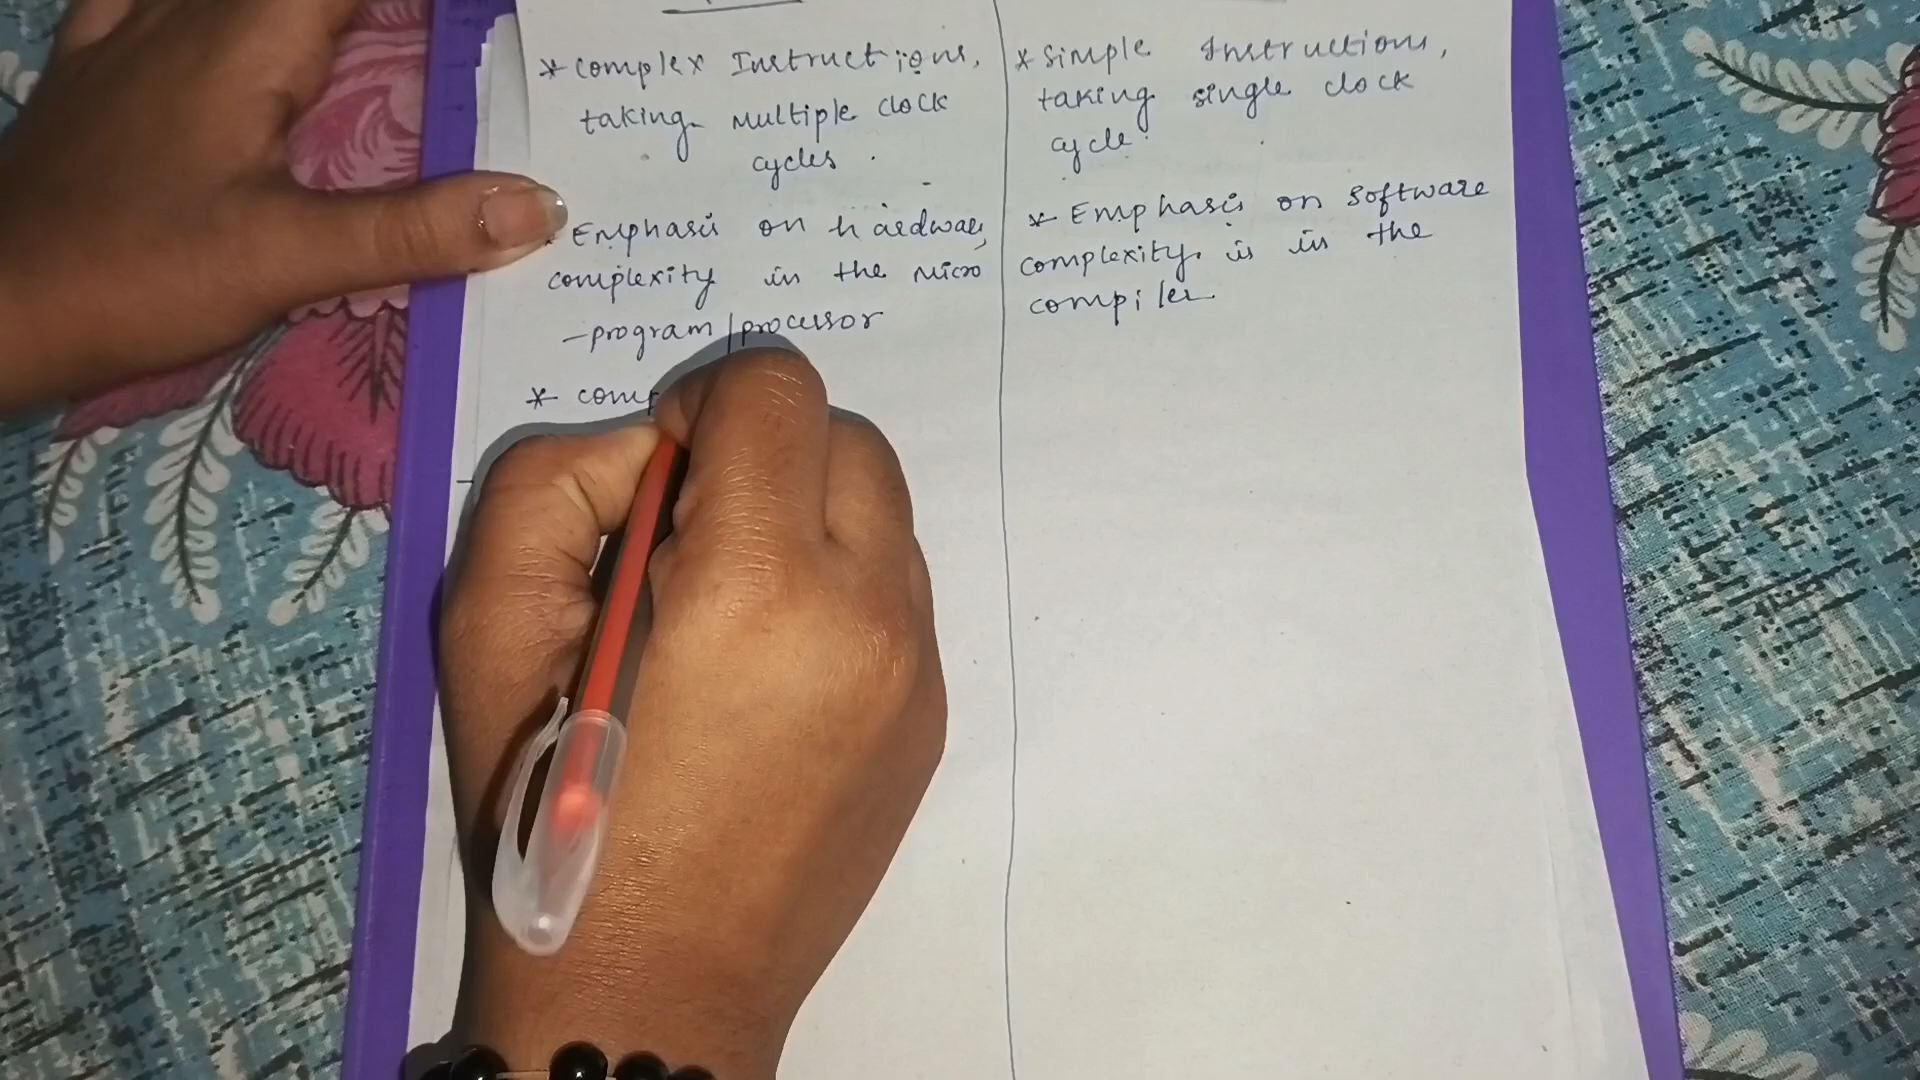 * complex Instructions,
taking multiple clock
cycles.
* Emphasis on hardware,
complexity in the micro
-program/processor
* comp
* simple Instructions,
taking single clock
cycle.
* Emphasis on software
complexity is in the
compiler